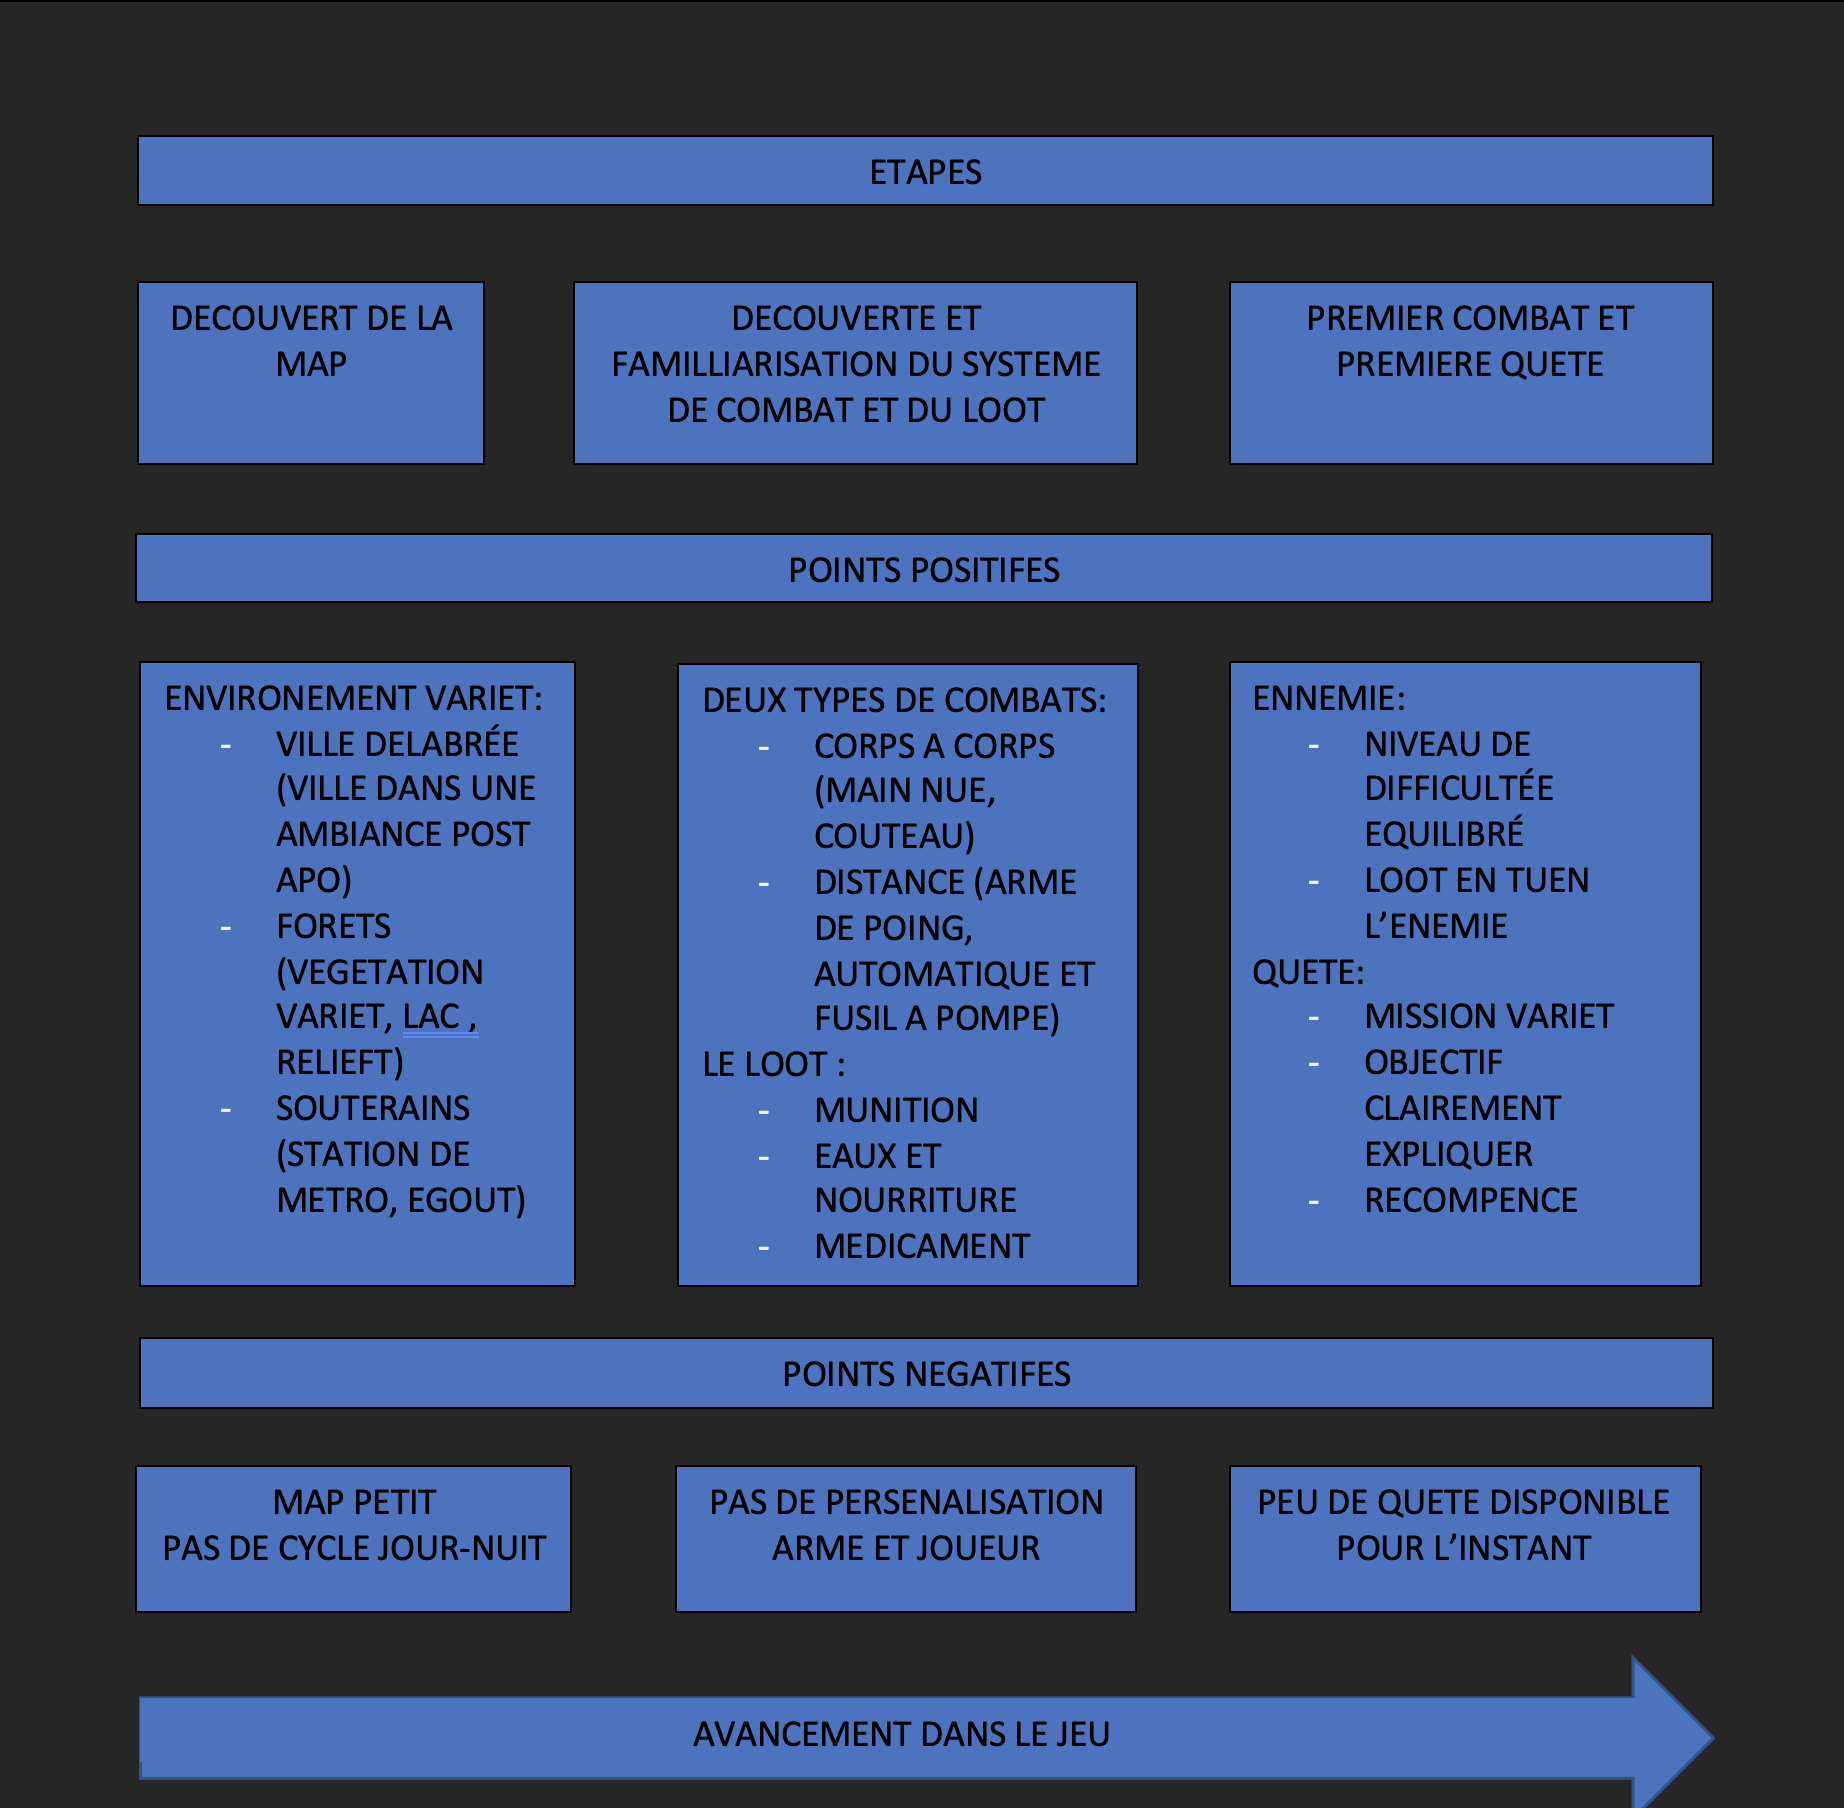 ETAPES
DECOUVERT DE LA
MAP
DECOUVERTE ET
FAMILLIARISATION DU SYSTEME
DE COMBAT ET DU LOOT
PREMIER COMBAT ET
PREMIERE QUETE
POINTS POSITIFES
ENVIRONEMENT VARIET:
- VILLE DELABRÉE
(VILLE DANS UNE
AMBIANCE POST
APO)
- FORETS
(VEGETATION
VARIET, LAC ,
RELIEFT)
- SOUTERAINS
(STATION DE
METRO, EGOUT)
DEUX TYPES DE COMBATS:
- CORPS A CORPS
(MAIN NUE,
COUTEAU)
- DISTANCE (ARME
DE POING,
AUTOMATIQUE ET
FUSIL A POMPE)
LE LOOT :
- MUNITION
- EAUX ET
NOURRITURE
- MEDICAMENT
ENNEMIE:
- NIVEAU DE
DIFFICULTÉE
EQUILIBRÉ
- LOOT EN TUEN
L’ENEMIE
QUETE:
- MISSION VARIET
- OBJECTIF
CLAIREMENT
EXPLIQUER
- RECOMPENCE
POINTS NEGATIFES
MAP PETIT
PAS DE CYCLE JOUR-NUIT
PAS DE PERSENALISATION
ARME ET JOUEUR
PEU DE QUETE DISPONIBLE
POUR L’INSTANT
AVANCEMENT DANS LE JEU